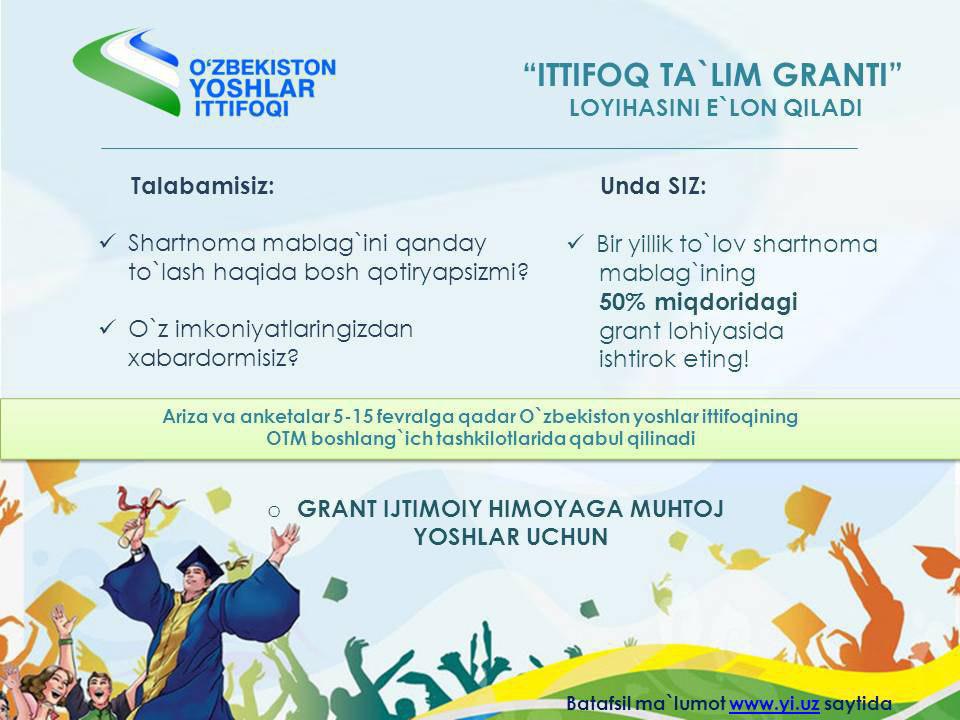 O‘ZBEKISTON
YOSHLAR
ITTIFOQI
“ITTIFOQ TA`LIM GRANTI”
LOYIHASINI E`LON QILADI
Talabamisiz:
Shartnoma mablag`ini qanday
to`lash haqida bosh qotiryapsizmi?
O`z imkoniyatlaringizdan
xabardormisiz?
Unda SIZ:
Bir yillik to`lov shartnoma
mablag`ining
50% miqdoridagi
grant lohiyasida
ishtirok eting!
Ariza va anketalar 5-15 fevralga qadar O`zbekiston yoshlar ittifoqining
OTM boshlang`ich tashkilotlarida qabul qilinadi
o GRANT IJTIMOIY HIMOYAGA MUHTOJ
YOSHLAR UCHUN
Batafsil ma`lumot www.yi.uz saytida